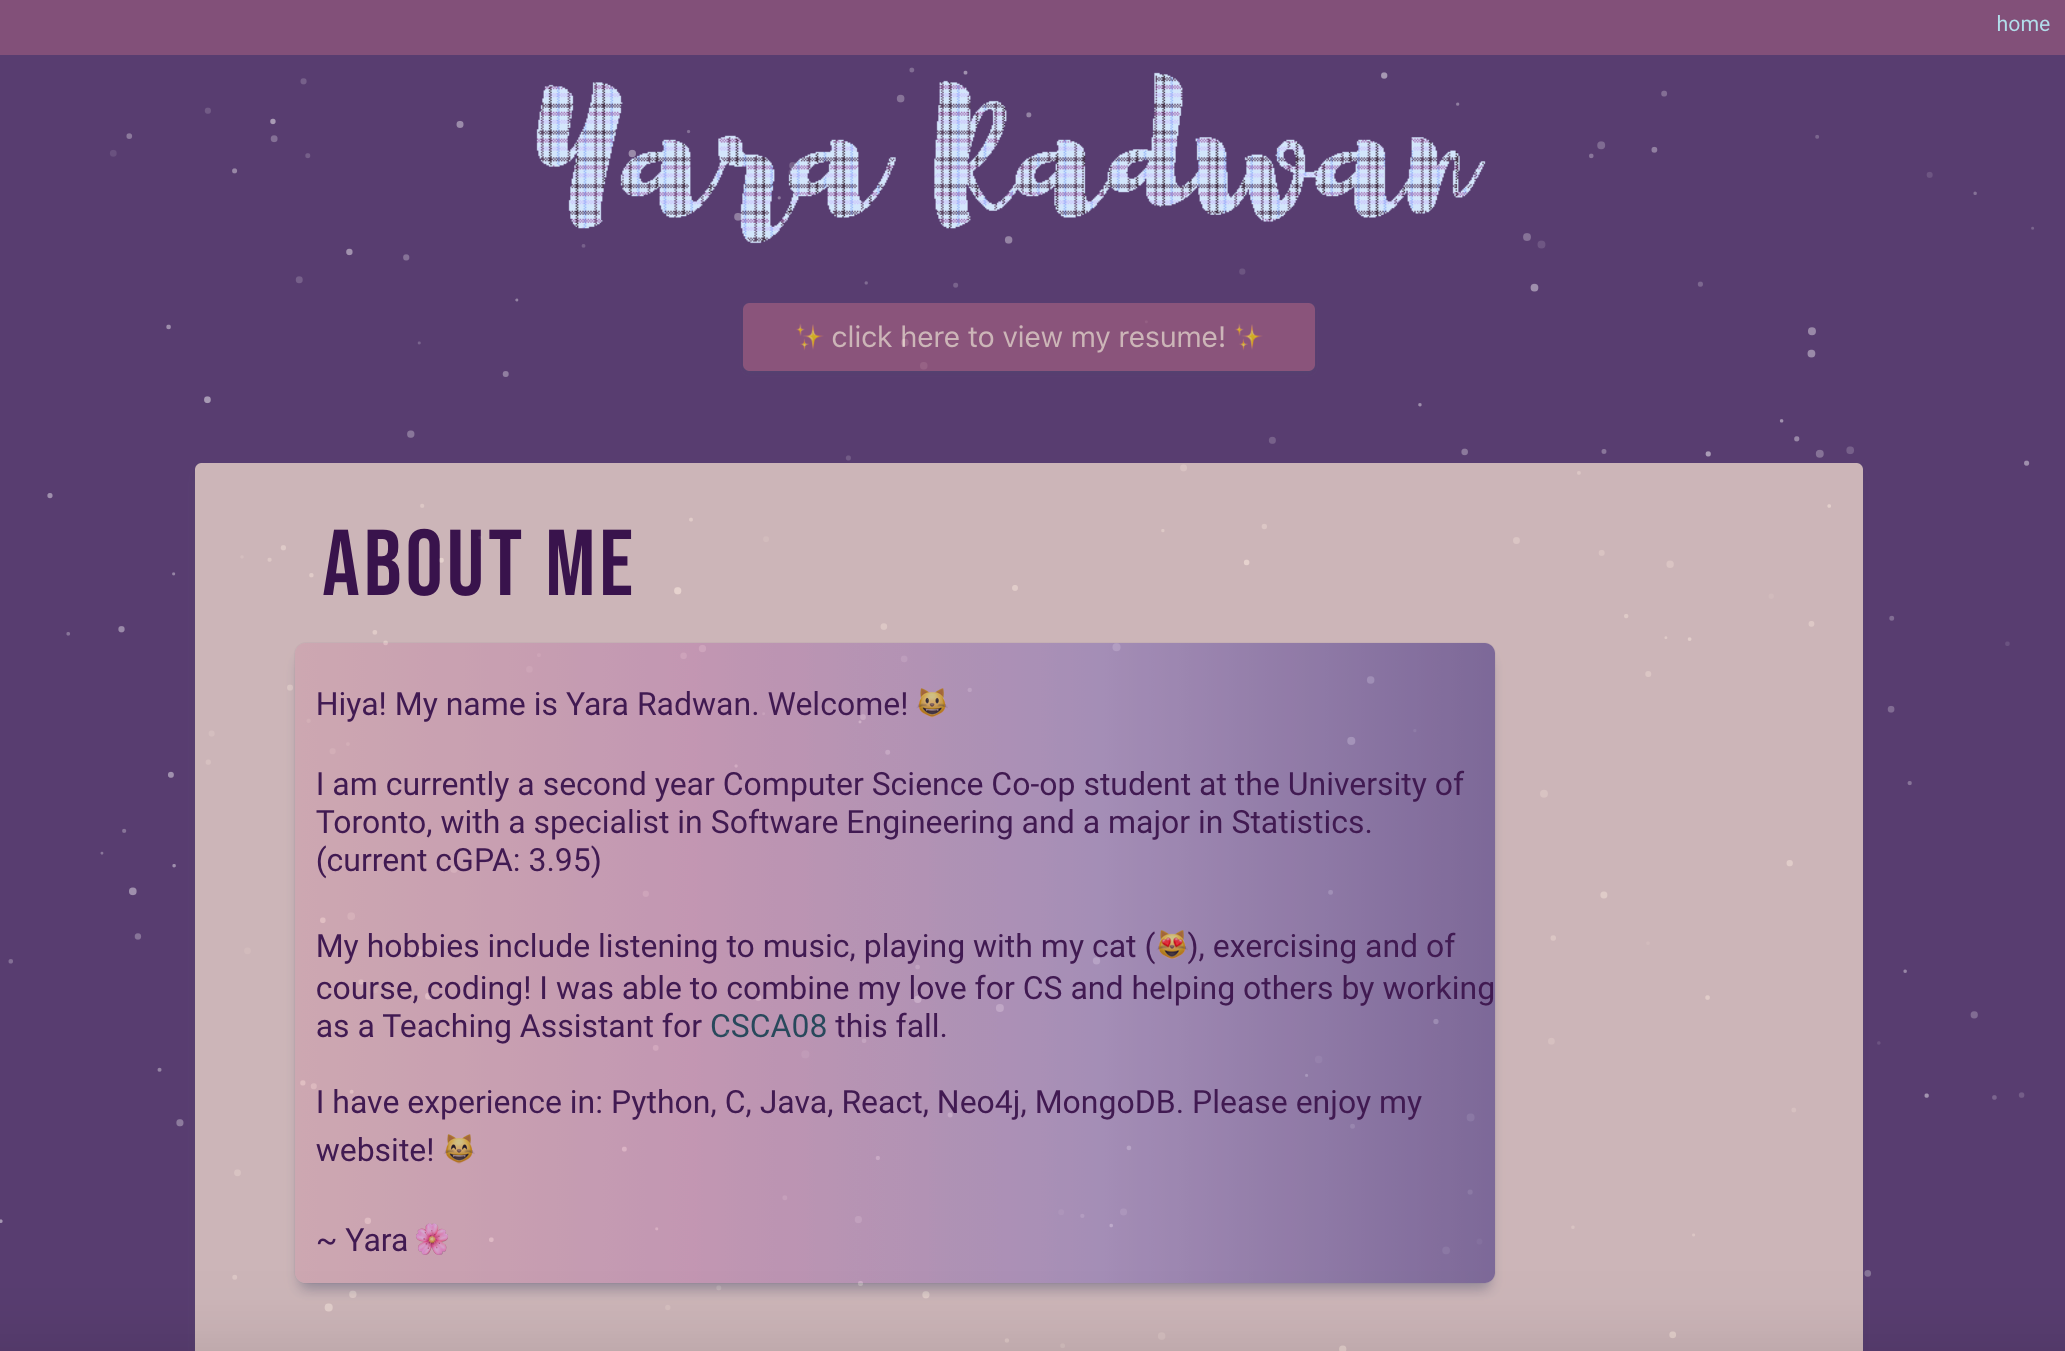 home
Yara Radwan
✨ click here to view my resume! ✨
ABOUT ME
Hiya! My name is Yara Radwan. Welcome! 😺
I am currently a second year Computer Science Co-op student at the University of
Toronto, with a specialist in Software Engineering and a major in Statistics.
(current cGPA: 3.95)
My hobbies include listening to music, playing with my cat (😻), exercising and of
course, coding! I was able to combine my love for CS and helping others by working
as a Teaching Assistant for CSCA08 this fall.
I have experience in: Python, C, Java, React, Neo4j, MongoDB. Please enjoy my
website! 😸
~ Yara 🌸